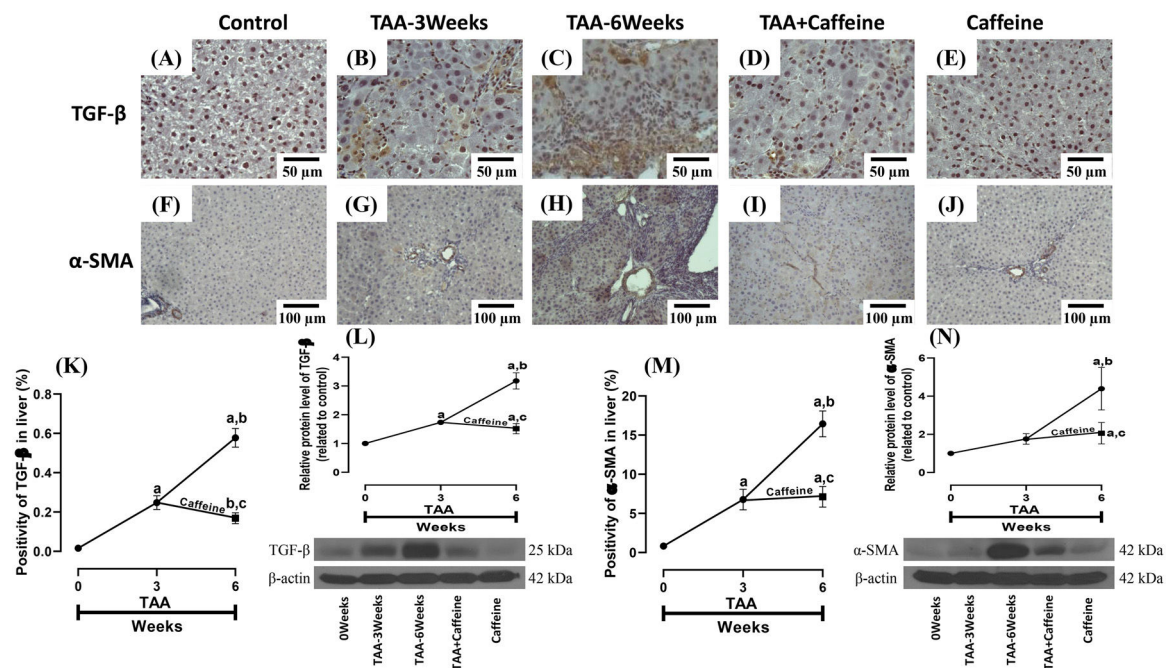 Control TAA-3Weeks TAA-6Weeks TAA+Caffeine Caffeine
TGF-β
(A) (B) (C) (D) (E)
50 µm 50 µm 50 µm 50 µm 50 µm
α-SMA
(F) (G) (H) (I) (J)
100 µm 100 µm 100 µm 100 µm 100 µm
(K)
Positivity of TGF-β in liver (%)
0.8
0.6
0.4
0.2
0.0
a
a,b
Caffeine
b,c
0 3 6
TAA
Weeks
(L)
Relative protein level of TGF-β
(related to control)
4
3
2
1
0
a
a,b
Caffeine
a,c
0 3 6
TAA
Weeks
TGF-β 25 kDa
β-actin 42 kDa
0Weeks
TAA-3Weeks
TAA-6Weeks
TAA+Caffeine
Caffeine
(M)
Positivity of α-SMA in liver (%)
20
15
10
5
0
a
a,b
Caffeine
a,c
0 3 6
TAA
Weeks
(N)
Relative protein level of α-SMA
(related to control)
6
4
2
0
a,b
Caffeine
a,c
0 3 6
TAA
Weeks
α-SMA 42 kDa
β-actin 42 kDa
0Weeks
TAA-3Weeks
TAA-6Weeks
TAA+Caffeine
Caffeine